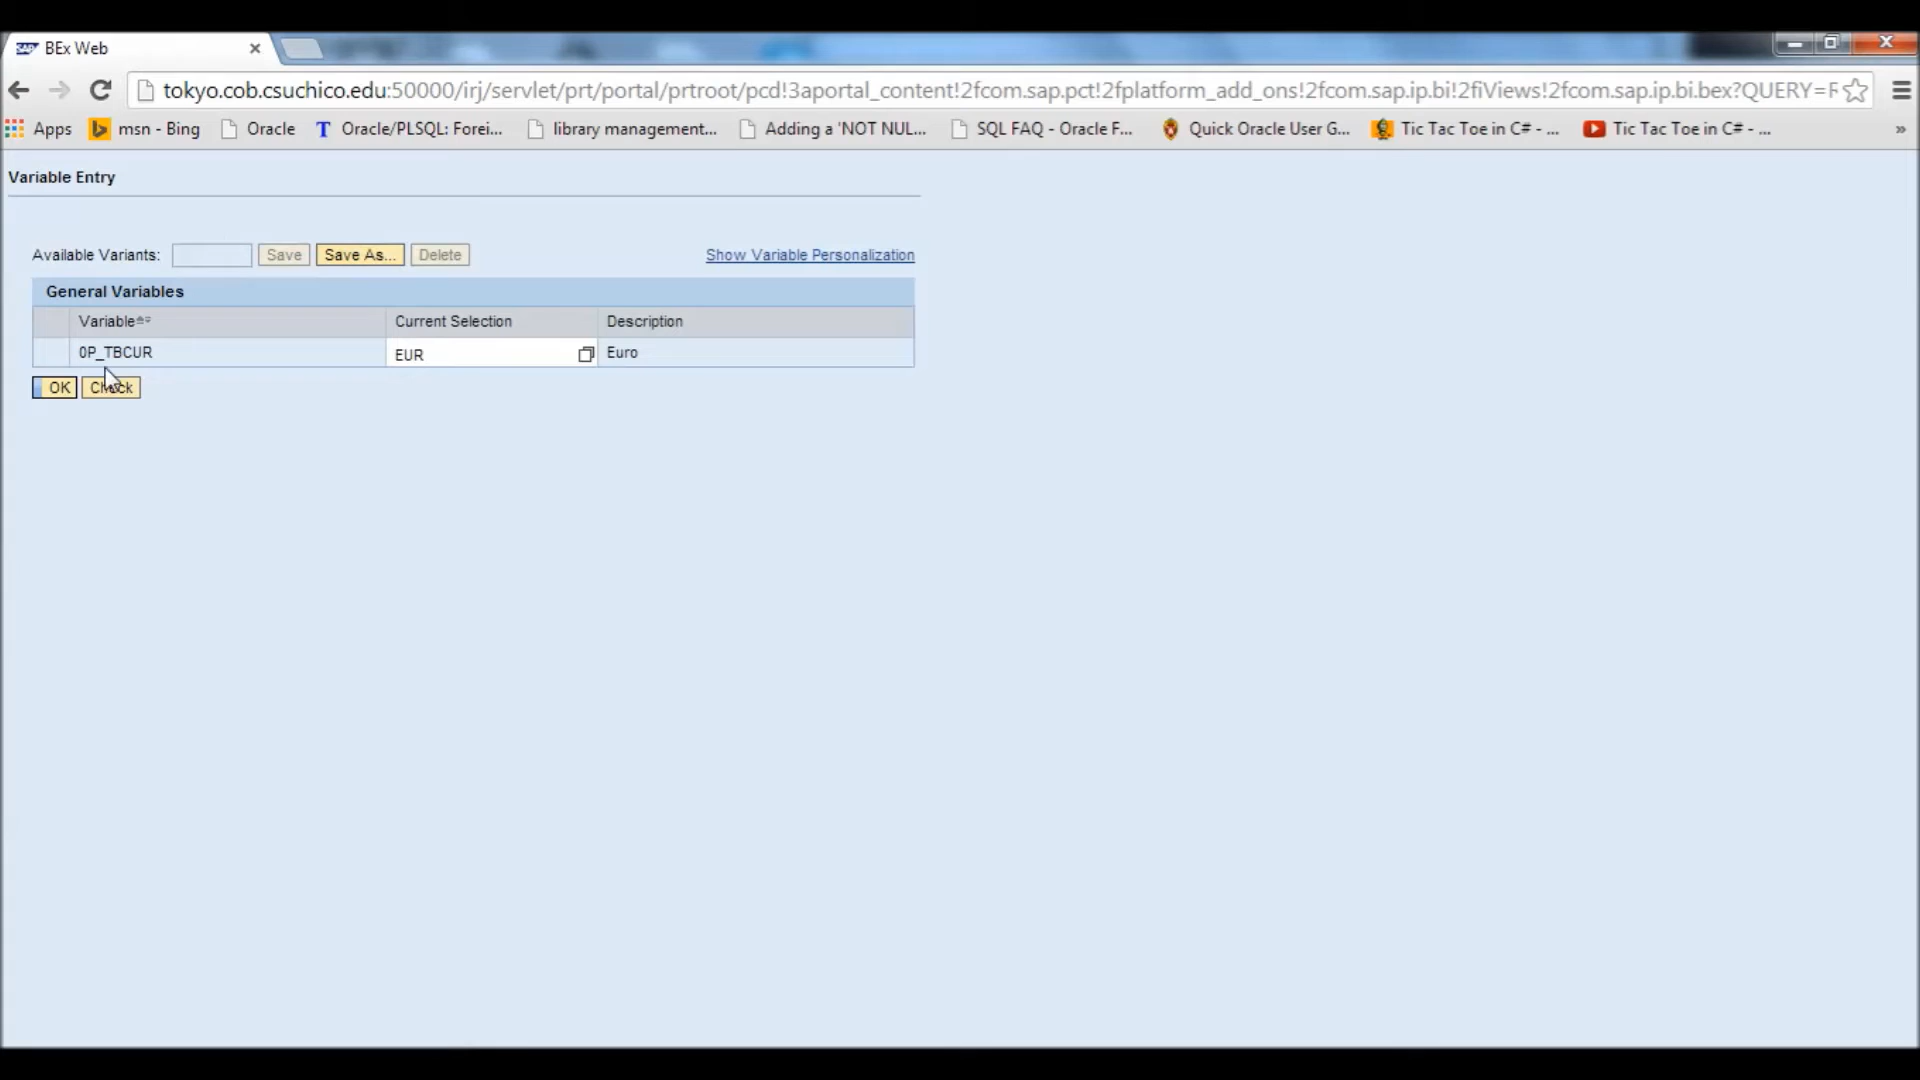 SAP BEx Web
tokyo.cob.csuchico.edu:50000/irj/servlet/prt/portal/prtroot/pcd!3aportal_content!2fcom.sap.pct!2fplatform_add_ons!2fcom.sap.ip.bi!2fiViews!2fcom.sap.ip.bi.bex?QUERY=F
Apps msn - Bing Oracle Oracle/PLSQL: Forei... library management... Adding a 'NOT NUL... SQL FAQ - Oracle F... Quick Oracle User G... Tic Tac Toe in C# - ... Tic Tac Toe in C# - ... »
Variable Entry
Available Variants: Save Save As... Delete Show Variable Personalization
General Variables
Variable Current Selection Description
0P_TBCUR EUR Euro
OK Check